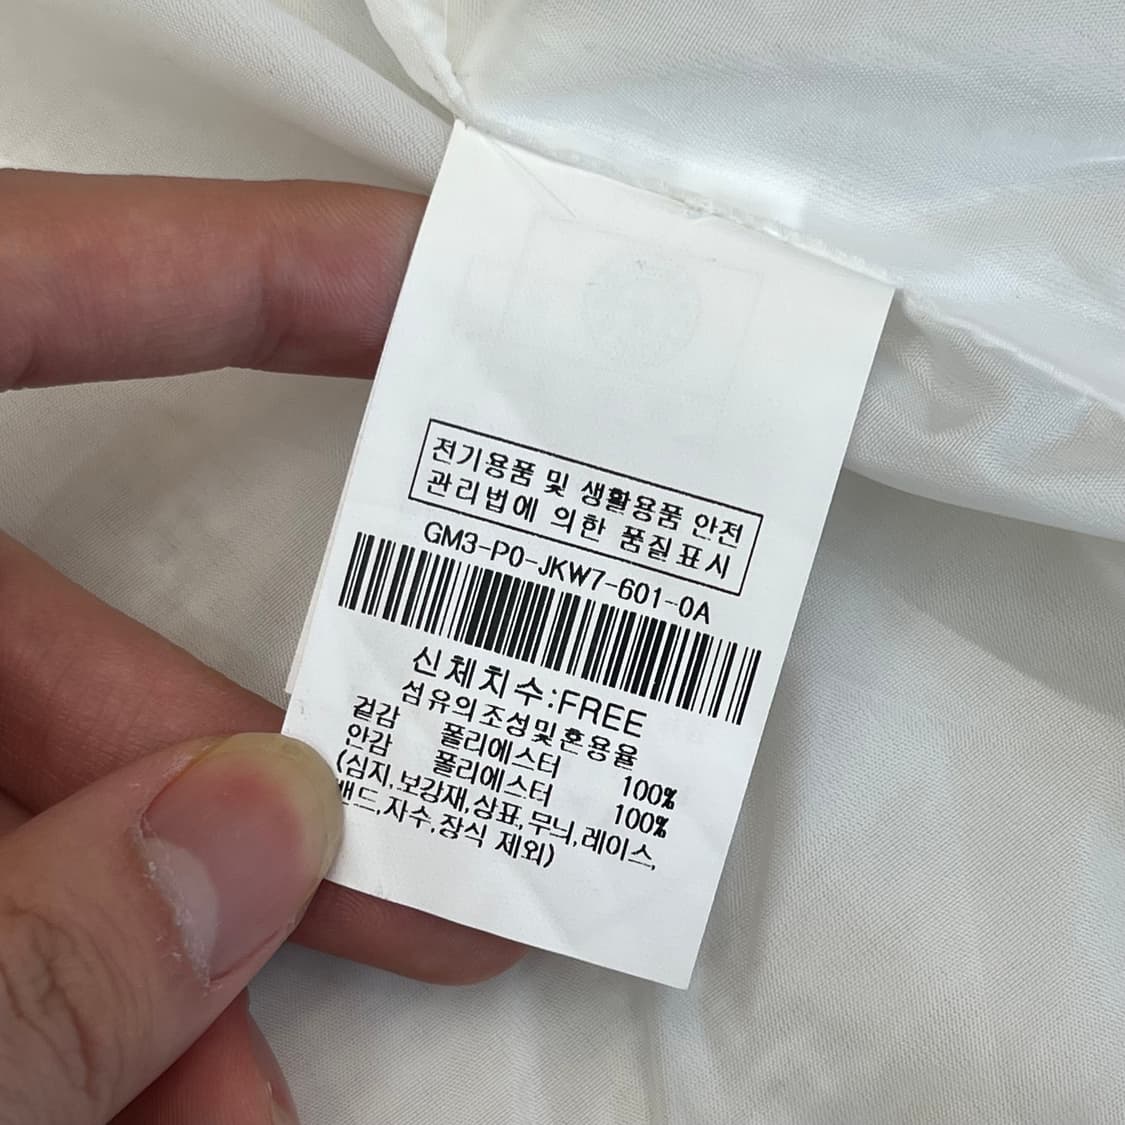 전기용품 및 생활용품 안전
관리법에 의한 품질표시
GM3-P0-JKW7-601-0A
신체치수:FREE
섬유의조성및혼용율
겉감 폴리에스터 100%
안감 폴리에스터 100%
(심지,보강재,상표,무늬,레이스,
밴드,자수,장식 제외)